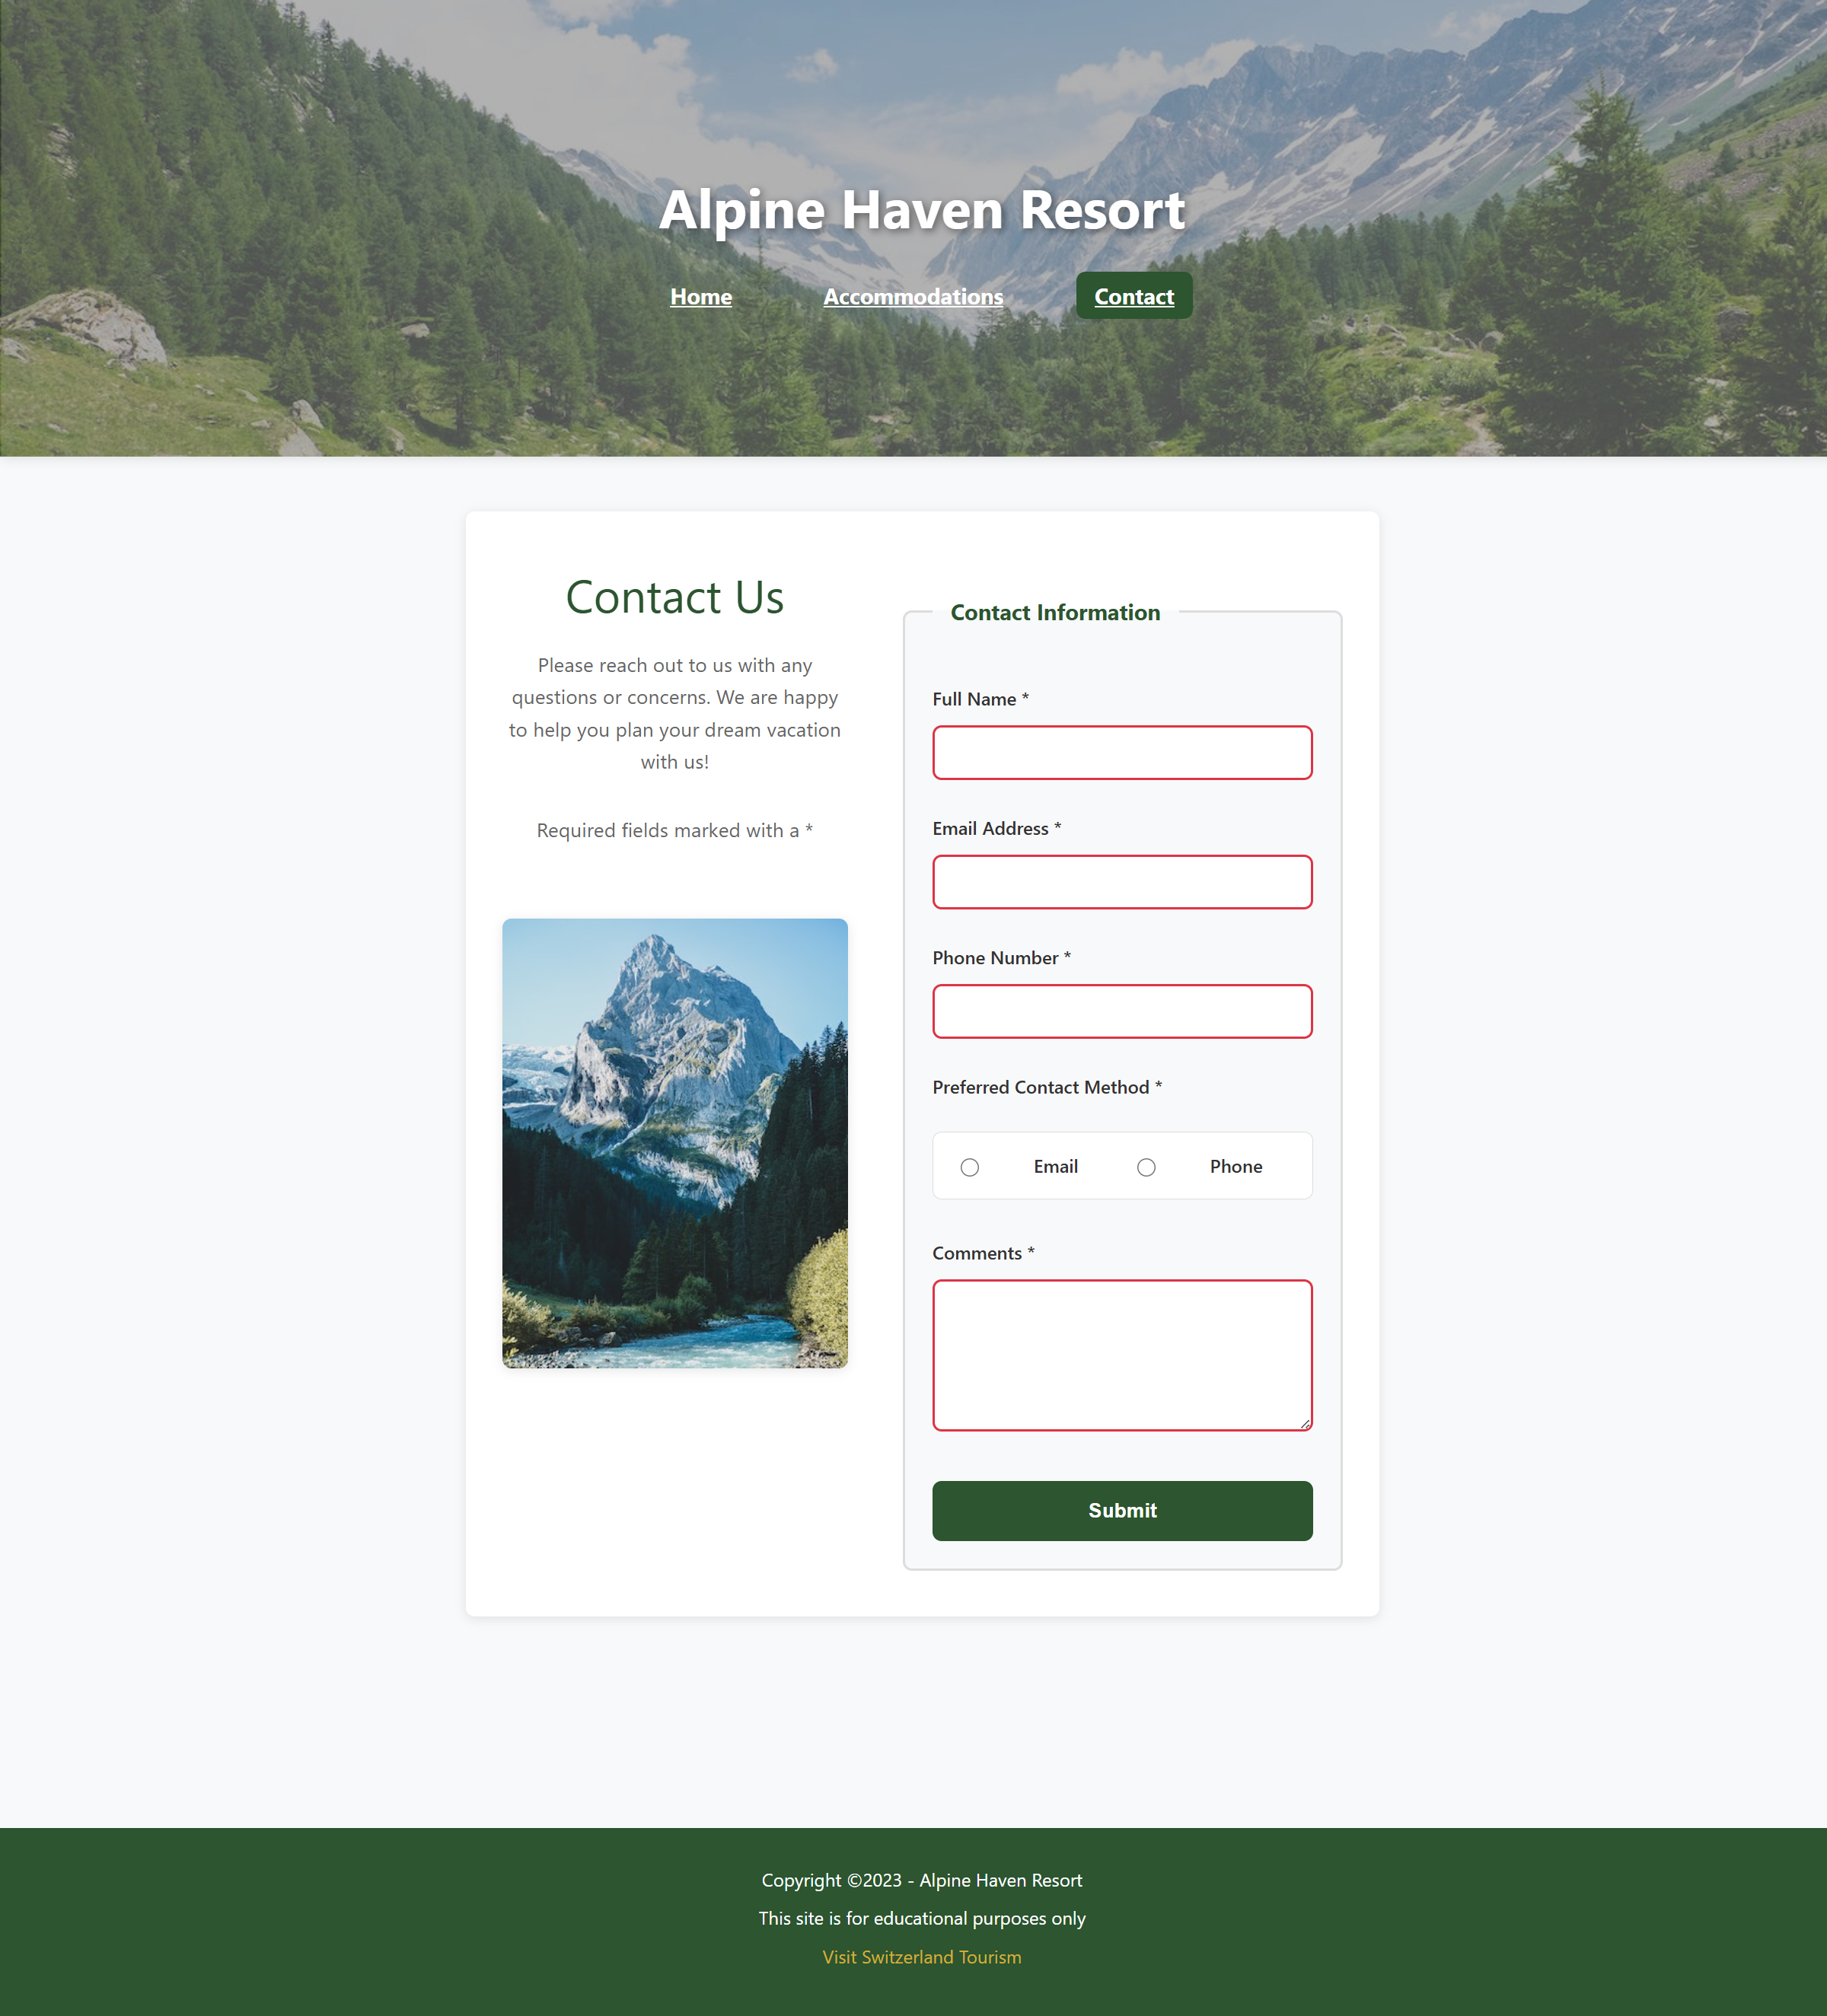 Alpine Haven Resort
Home Accommodations Contact
Contact Us
Please reach out to us with any
questions or concerns. We are happy
to help you plan your dream vacation
with us!
Required fields marked with a *
Contact Information
Full Name *
Email Address *
Phone Number *
Preferred Contact Method *
Email Phone
Comments *
Submit
Copyright ©2023 - Alpine Haven Resort
This site is for educational purposes only
Visit Switzerland Tourism